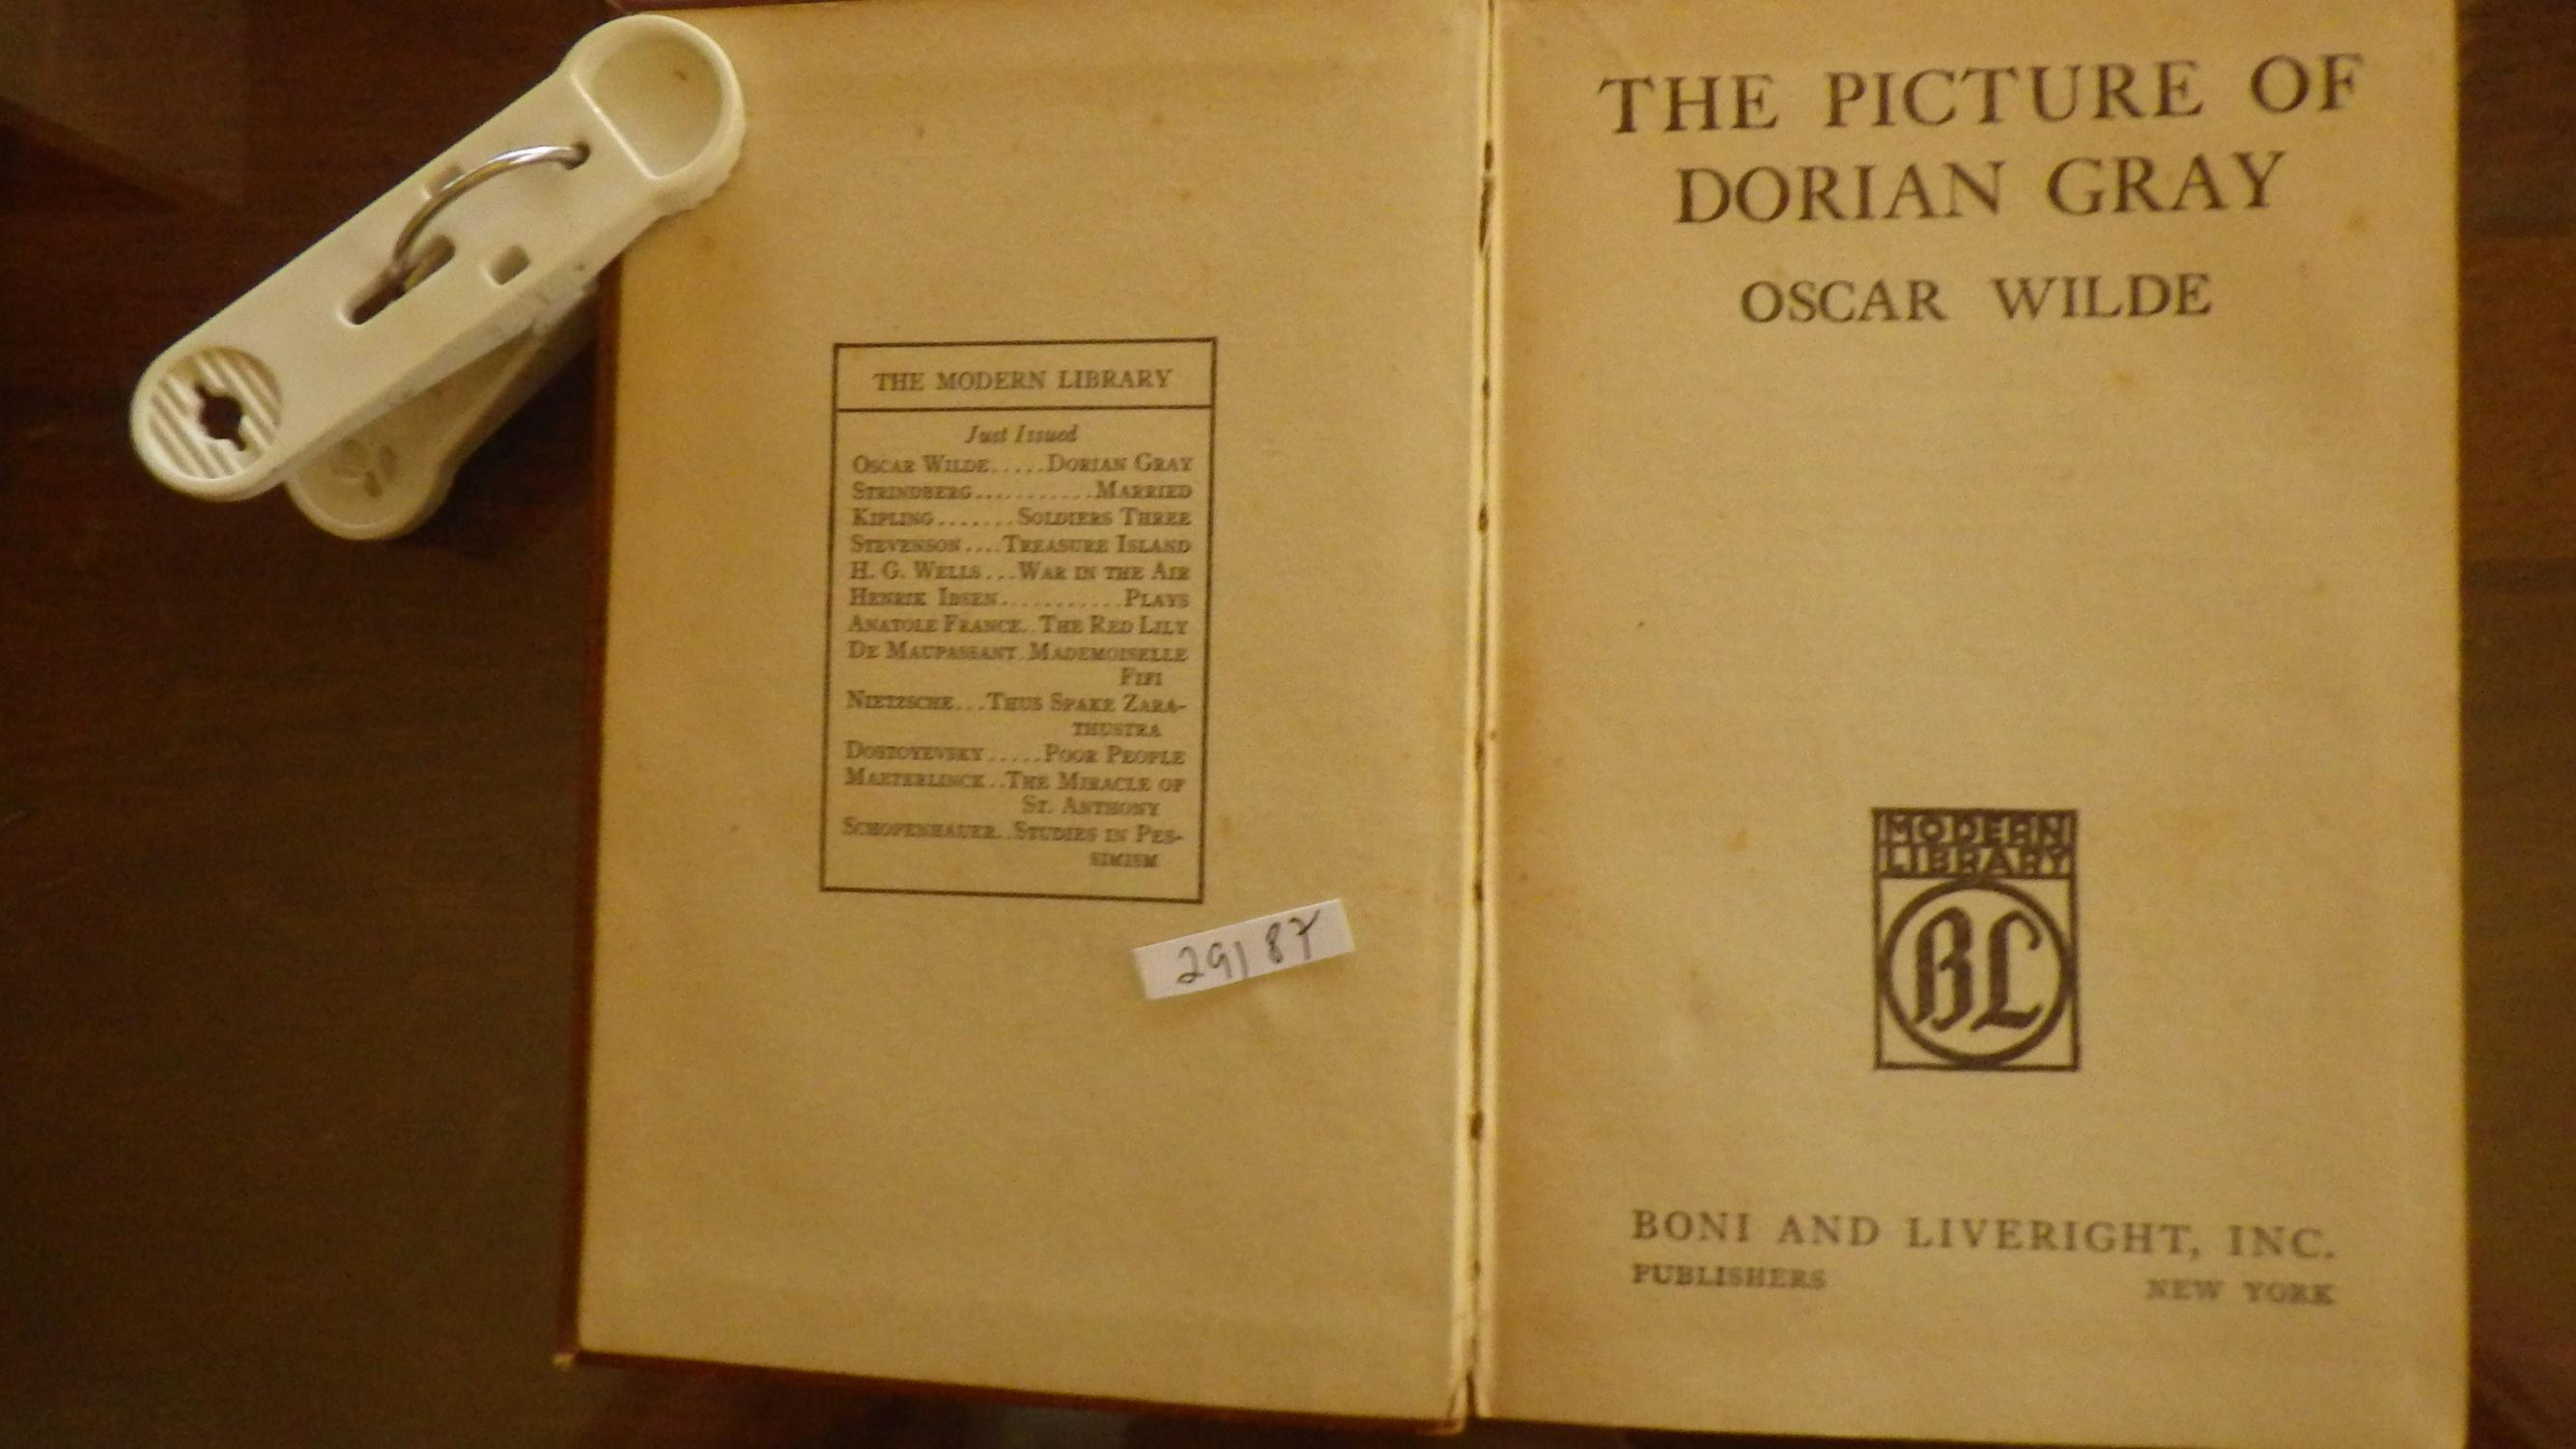 THE MODERN LIBRARY
Just Issued
OSCAR WILDE.....DORIAN GRAY
STRINDBERG...........MARRIED
KIPLING.......SOLDIERS THREE
STEVENSON....TREASURE ISLAND
H. G. WELLS...WAR IN THE AIR
HENRIK IBSEN...........PLAYS
ANATOLE FRANCE..THE RED LILY
DE MAUPASSANT.MADEMOISELLE
FIFI
NIETZSCHE...THUS SPAKE ZARA-
THUSTRA
DOSTOYEVSKY.....POOR PEOPLE
MAETERLINCK..THE MIRACLE OF
ST. ANTHONY
SCHOPENHAUER..STUDIES IN PES-
SIMISM
29187
THE PICTURE OF
DORIAN GRAY
OSCAR WILDE
MODERN
LIBRARY
BL
BONI AND LIVERIGHT, INC.
PUBLISHERS NEW YORK